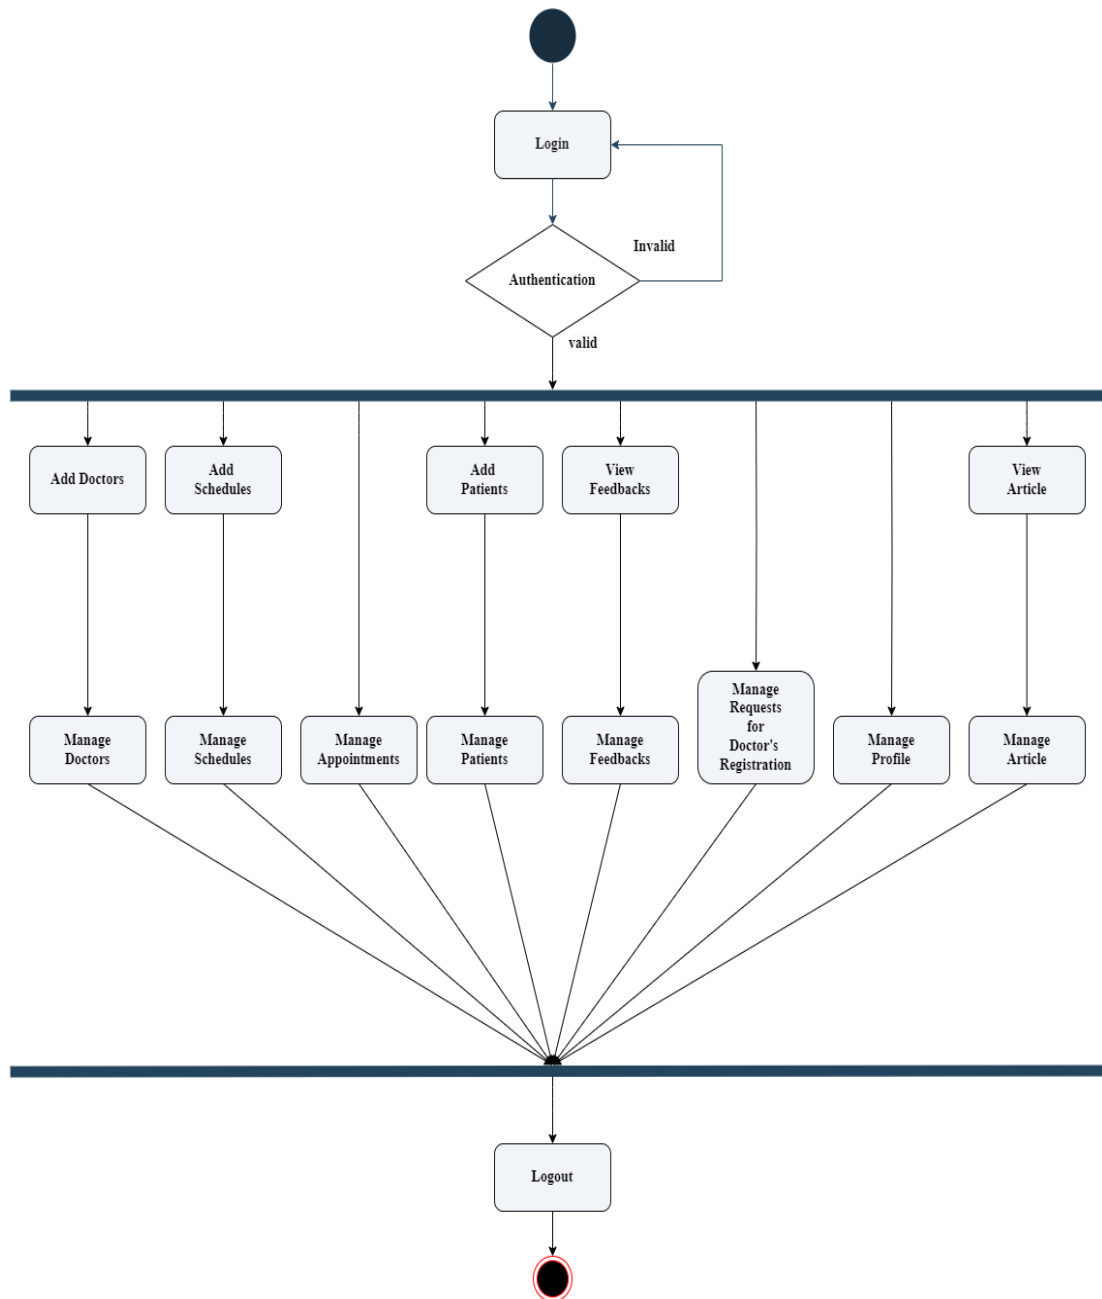 Login
Invalid
Authentication
valid
Add Doctors
Add
Schedules
Add
Patients
View
Feedbacks
View
Article
Manage
Doctors
Manage
Schedules
Manage
Appointments
Manage
Patients
Manage
Feedbacks
Manage
Requests
for
Doctor's
Registration
Manage
Profile
Manage
Article
Logout